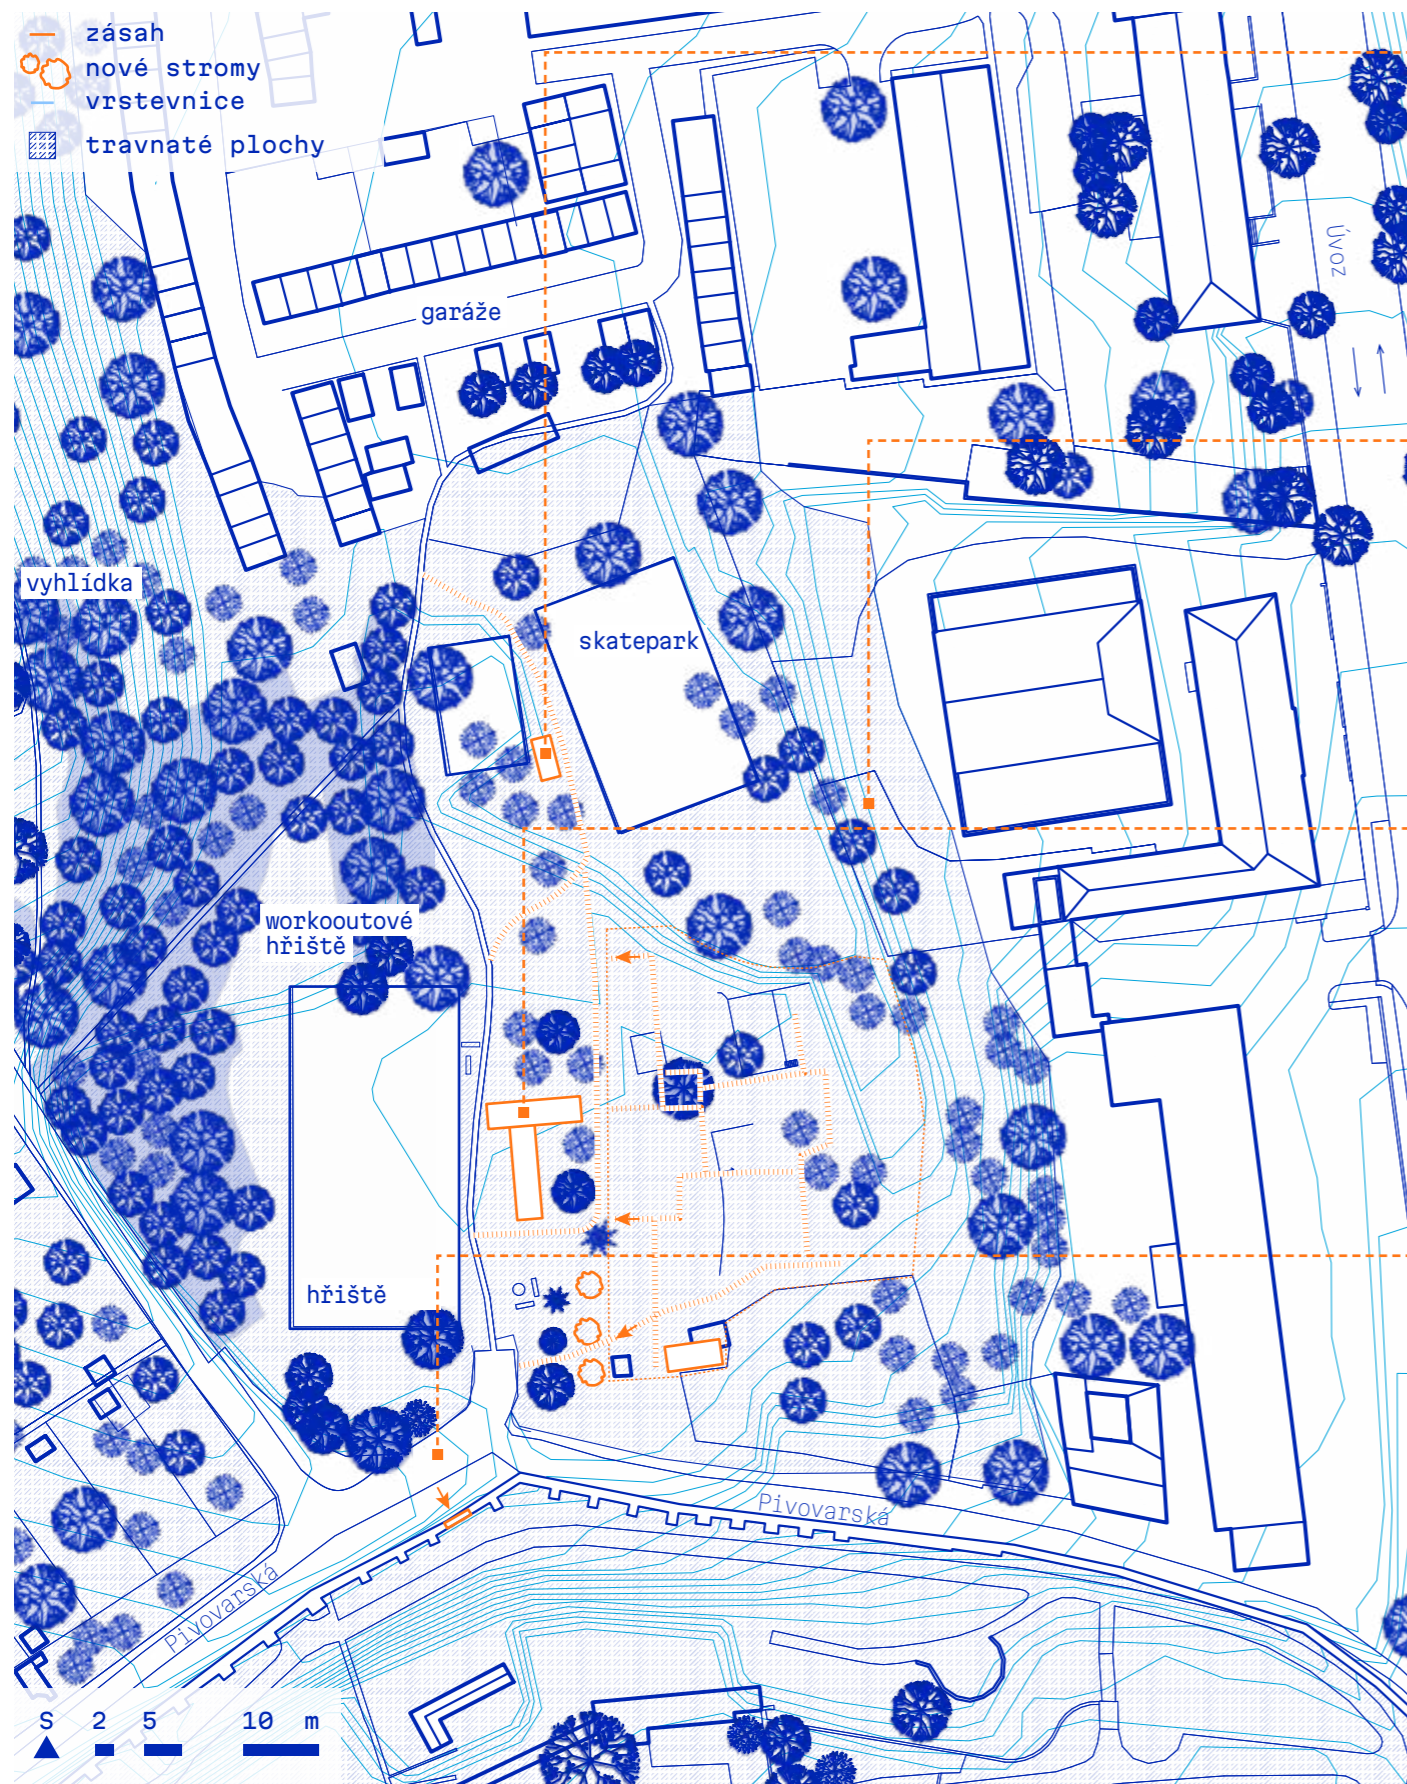 zásah
nové stromy
vrstevnice
travnaté plochy
Úvoz
garáže
vyhlídka
skatepark
workooutové
hřiště
hřiště
Pivovarská
Pivovarská
S 2 5 10 m